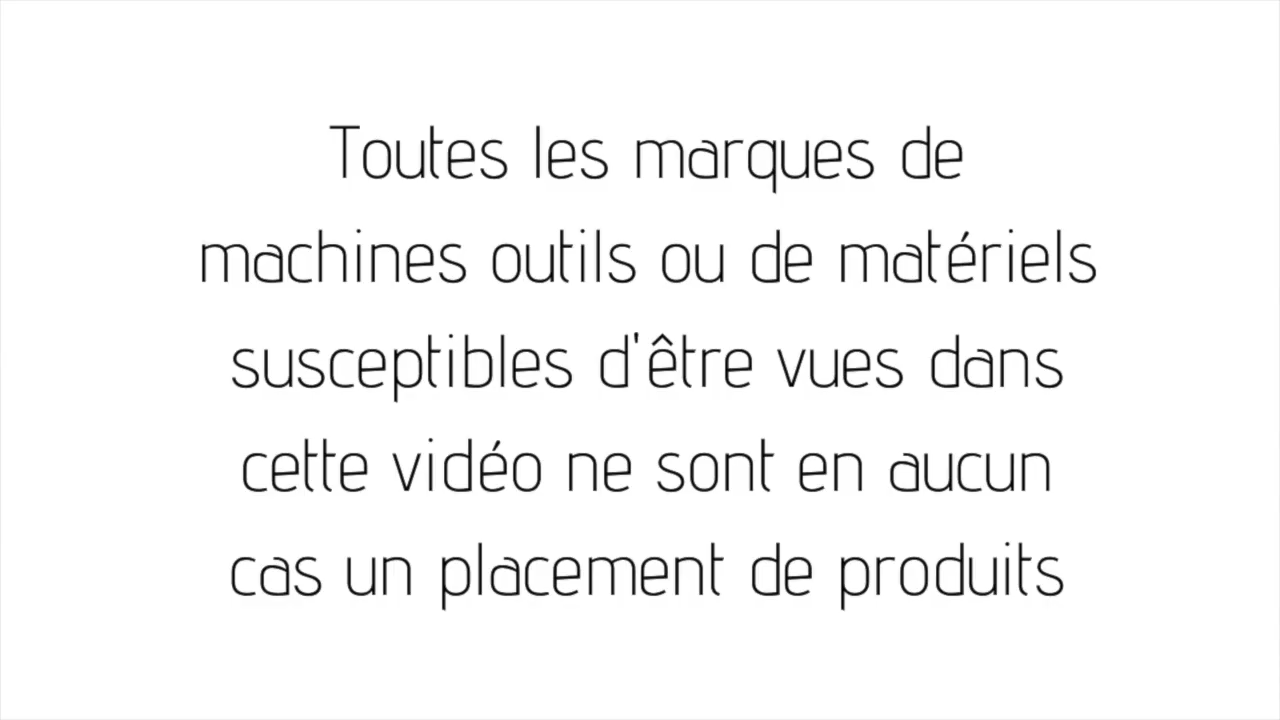 Toutes les marques de
machines outils ou de matériels
susceptibles d'être vues dans
cette vidéo ne sont en aucun
cas un placement de produits